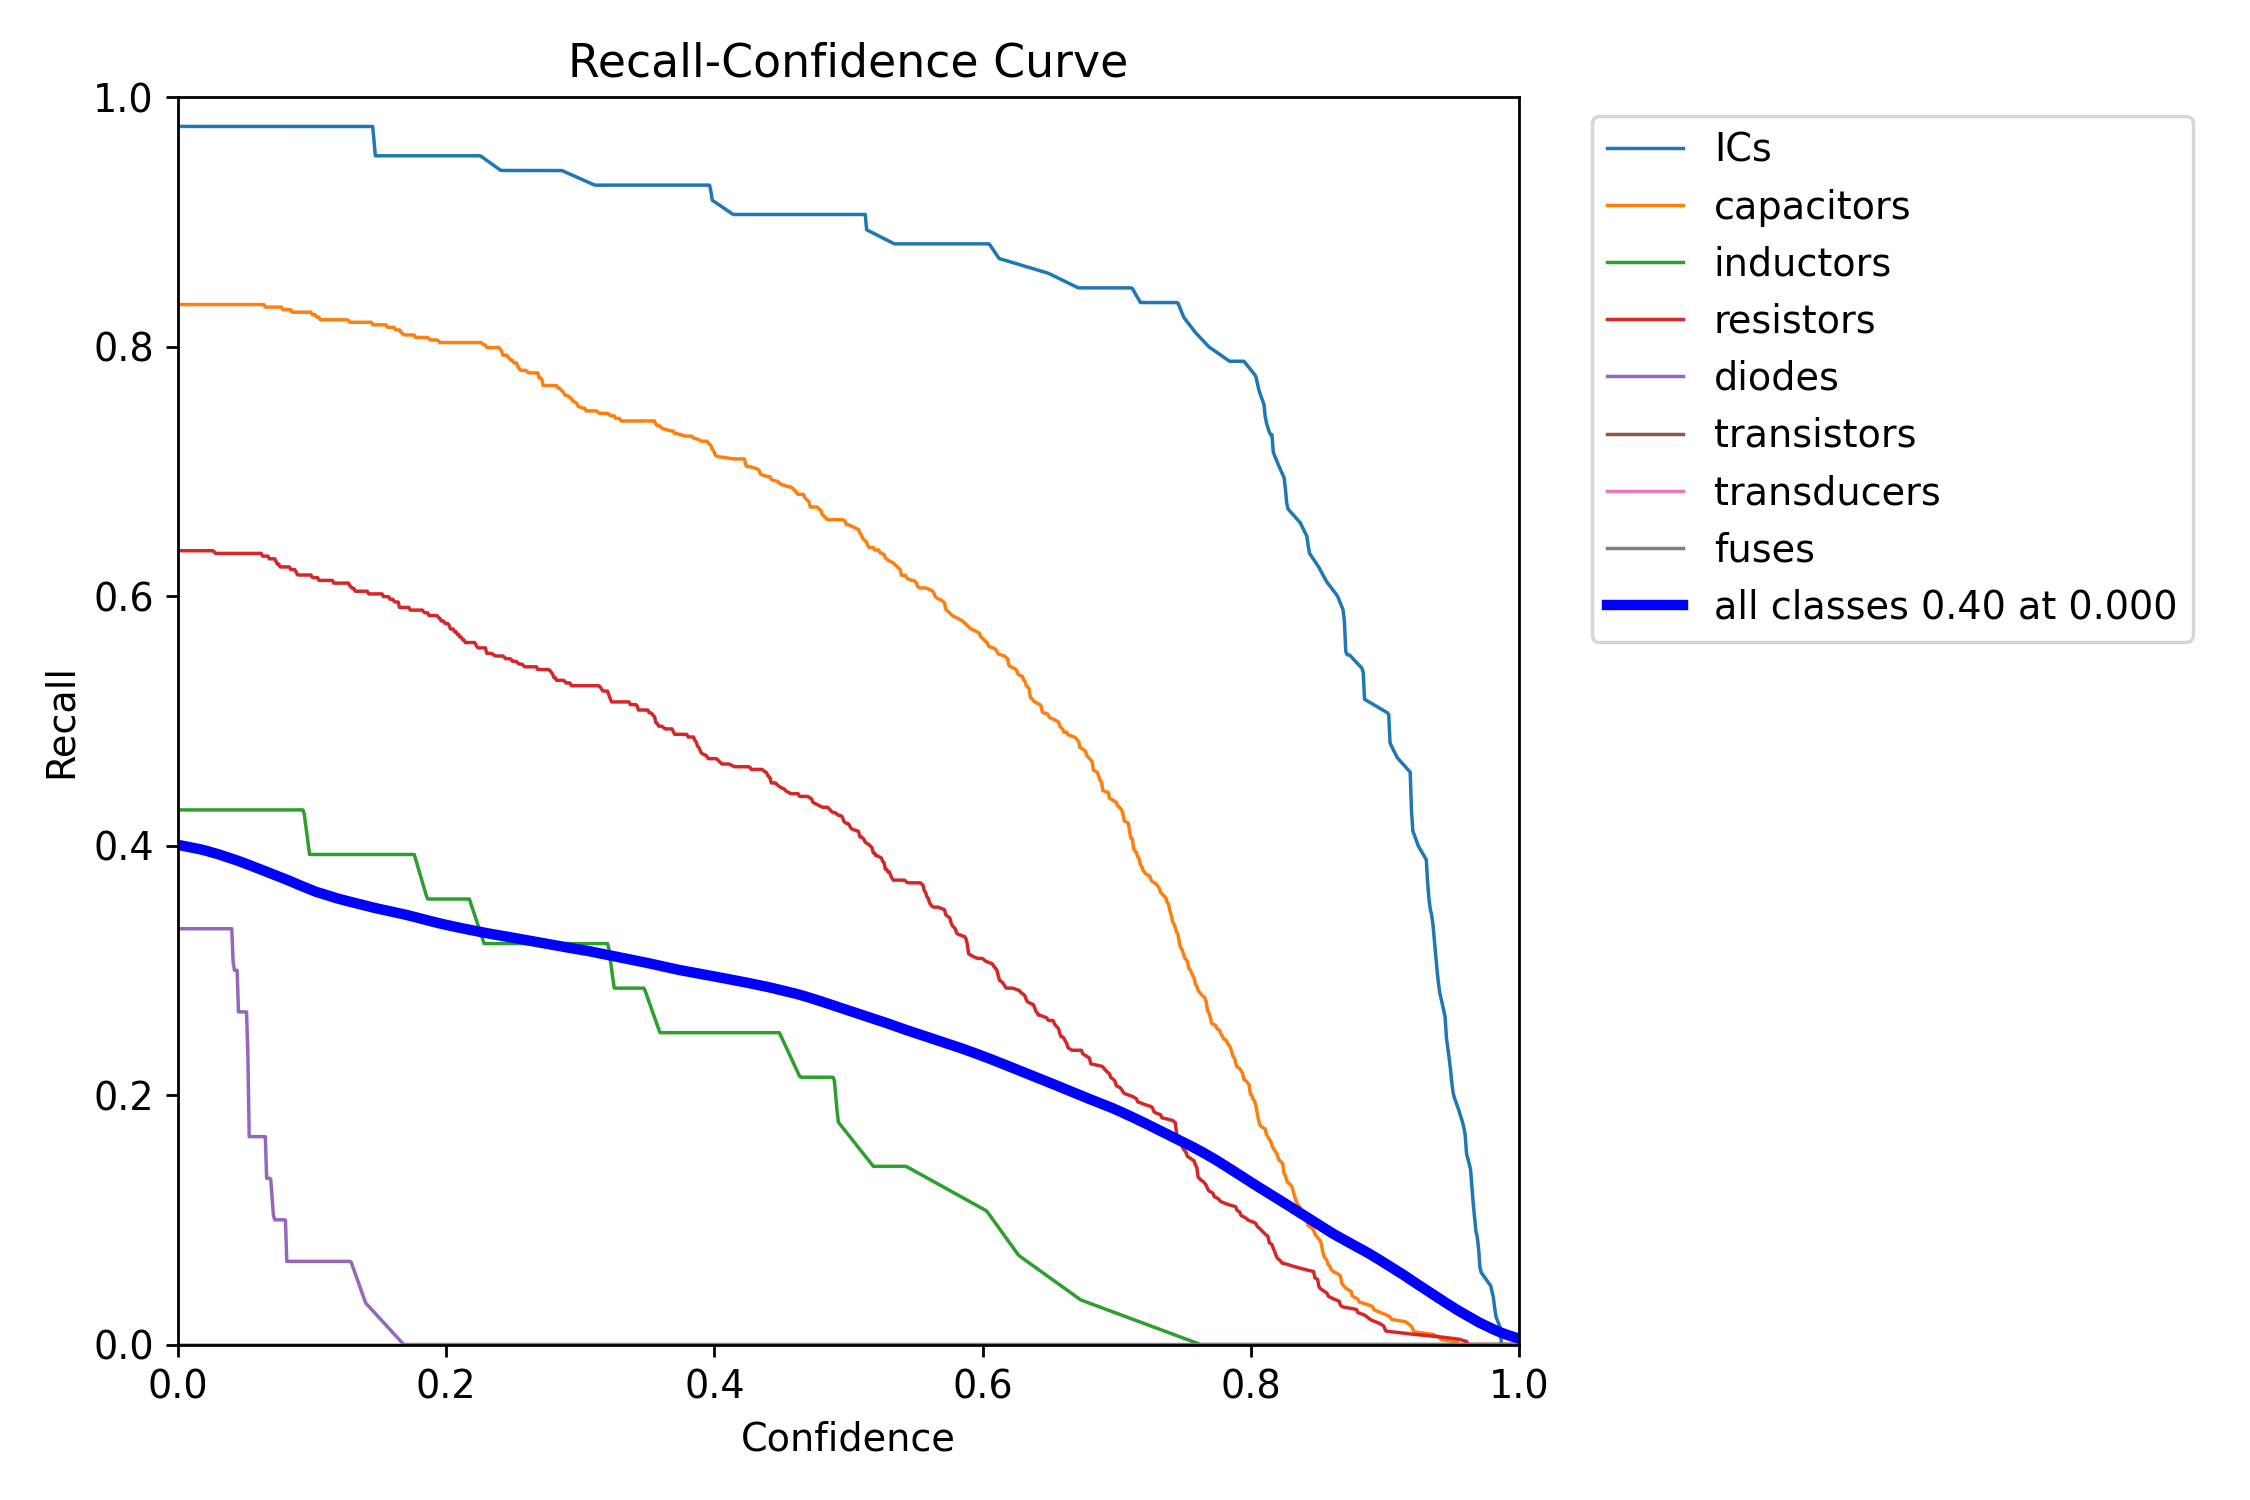 Recall-Confidence Curve
1.0
0.8
0.6
0.4
0.2
0.0
Recall
0.0 0.2 0.4 0.6 0.8 1.0
Confidence
ICs
capacitors
inductors
resistors
diodes
transistors
transducers
fuses
all classes 0.40 at 0.000